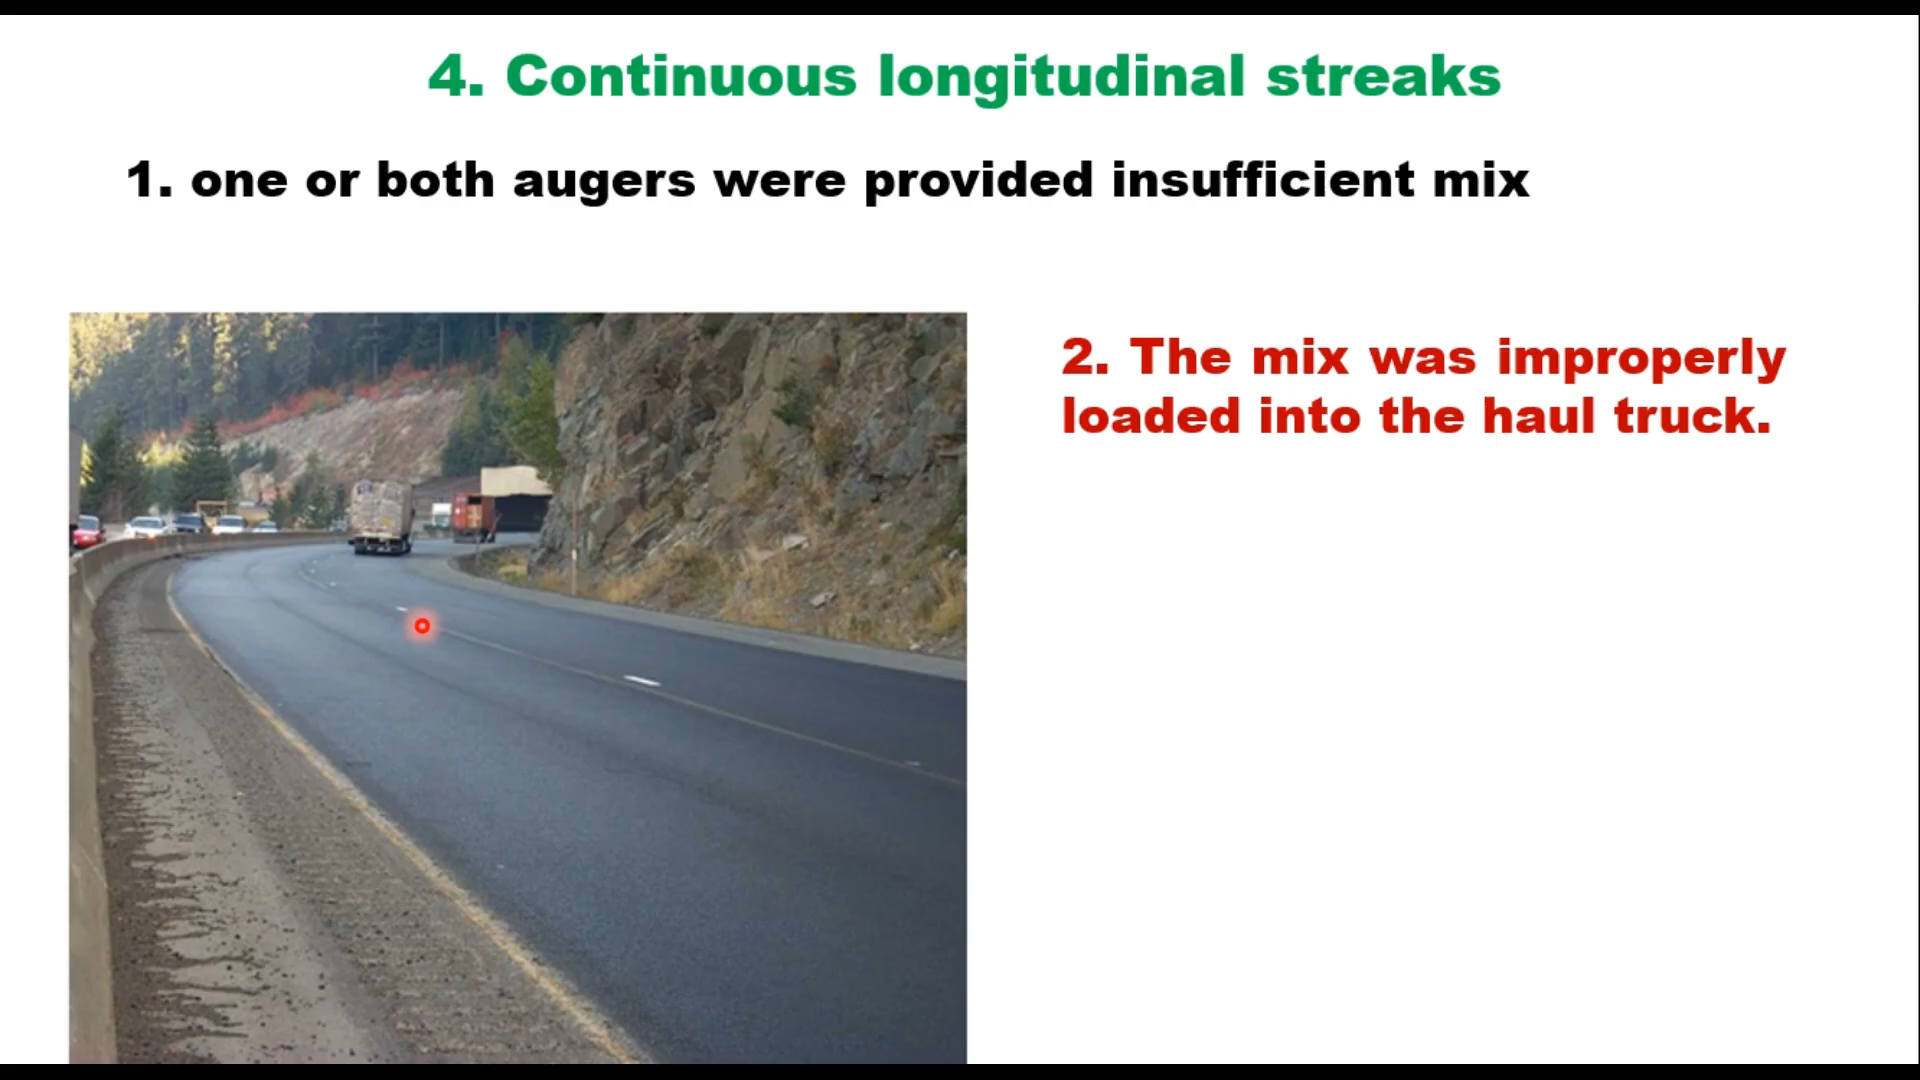 4. Continuous longitudinal streaks
1. one or both augers were provided insufficient mix
2. The mix was improperly
loaded into the haul truck.